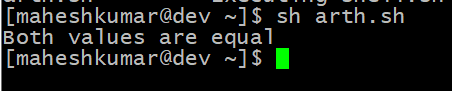 [maheshkumar@dev ~]$ sh arth.sh
Both values are equal
[maheshkumar@dev ~]$